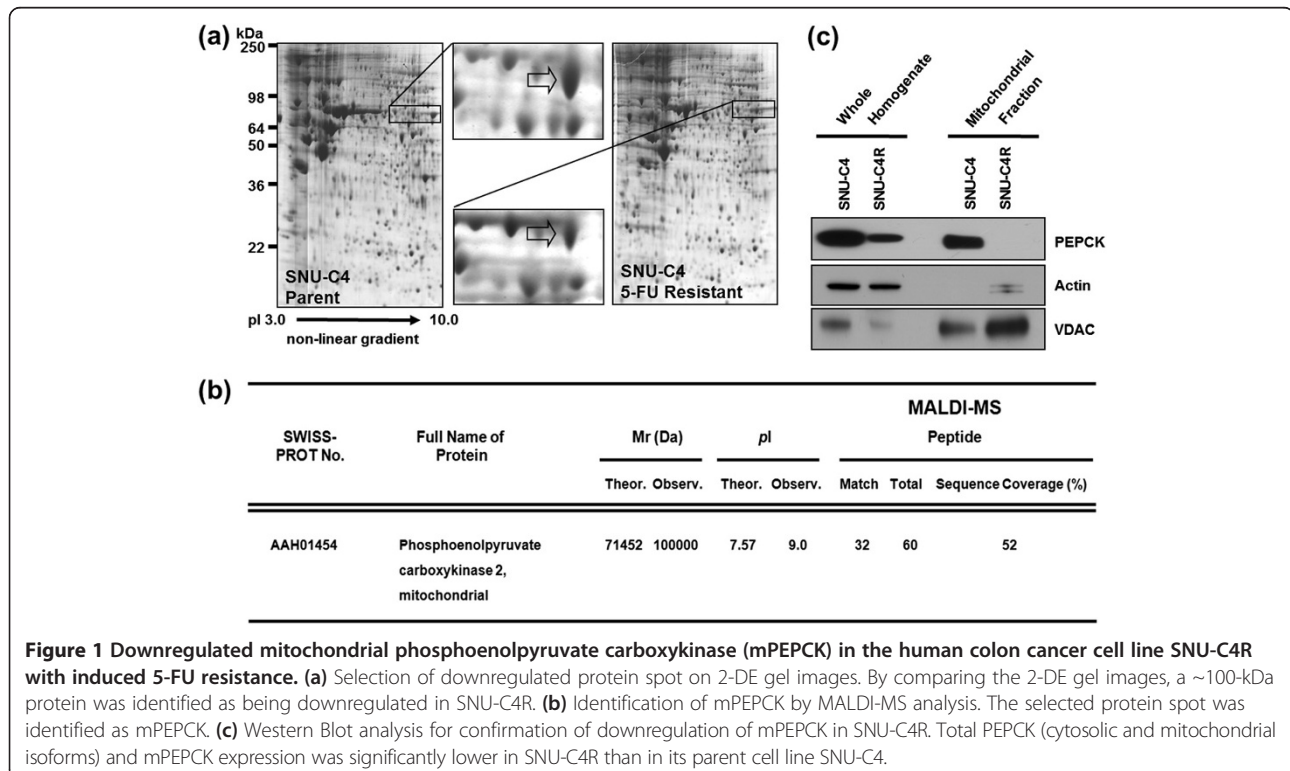 (a)
kDa
250
98
64
50
36
22
SNU-C4
Parent
SNU-C4
5-FU Resistant
pI 3.0
10.0
non-linear gradient
(c)
Whole
Homogenate
Mitochondrial
Fraction
SNU-C4
SNU-C4R
SNU-C4
SNU-C4R
PEPCK
Actin
VDAC
(b)
MALDI-MS
SWISS-
PROT No.
Full Name of
Protein
Mr (Da)
pI
Peptide
Theor. Observ. Theor. Observ. Match Total Sequence Coverage (%)
AAH01454 Phosphoenolpyruvate 71452 100000 7.57 9.0 32 60 52
carboxykinase 2,
mitochondrial
Figure 1 Downregulated mitochondrial phosphoenolpyruvate carboxykinase (mPEPCK) in the human colon cancer cell line SNU-C4R
with induced 5-FU resistance. (a) Selection of downregulated protein spot on 2-DE gel images. By comparing the 2-DE gel images, a ~100-kDa
protein was identified as being downregulated in SNU-C4R. (b) Identification of mPEPCK by MALDI-MS analysis. The selected protein spot was
identified as mPEPCK. (c) Western Blot analysis for confirmation of downregulation of mPEPCK in SNU-C4R. Total PEPCK (cytosolic and mitochondrial
isoforms) and mPEPCK expression was significantly lower in SNU-C4R than in its parent cell line SNU-C4.